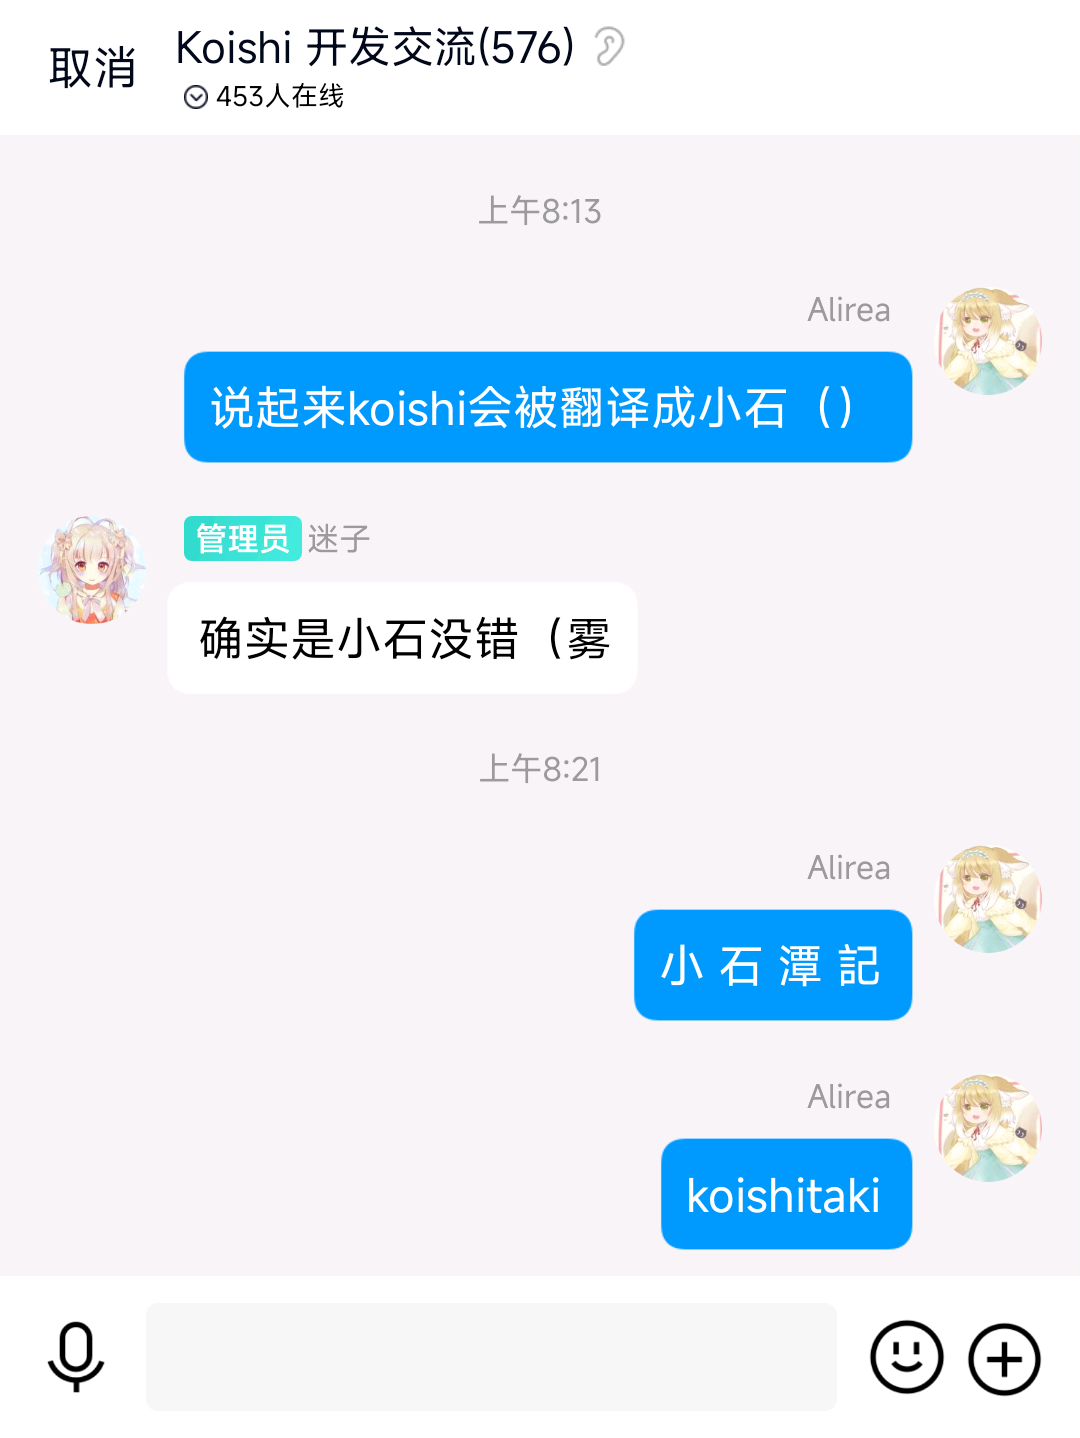 取消
Koishi 开发交流(576)
453人在线
上午8:13
Alirea
说起来koishi会被翻译成小石（）
管理员 迷子
确实是小石没错（雾
上午8:21
Alirea
小 石 潭 記
Alirea
koishitaki